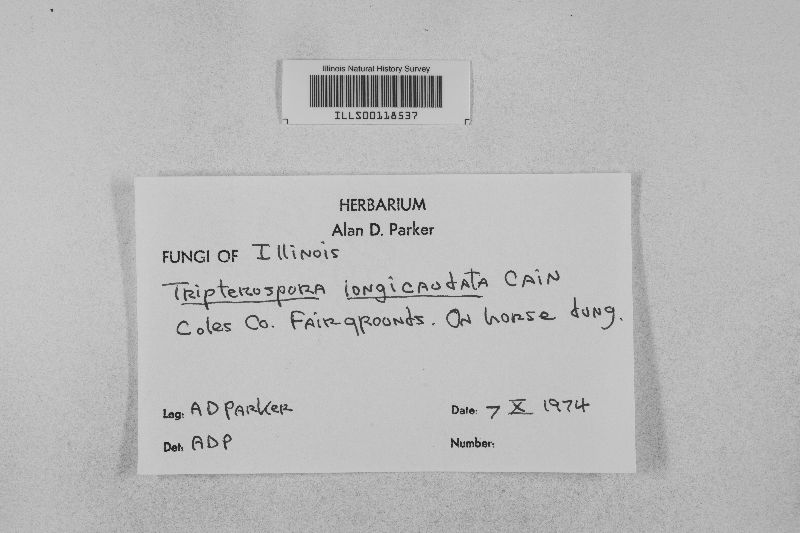 Illinois Natural History Survey
ILLS00118537
HERBARIUM
Alan D. Parker
FUNGI OF Illinois
Tripterospora longicaudata Cain
Coles Co. Fairgrounds. On horse dung.
Leg: A D Parker
Date: 7 X 1974
Det: ADP
Number: